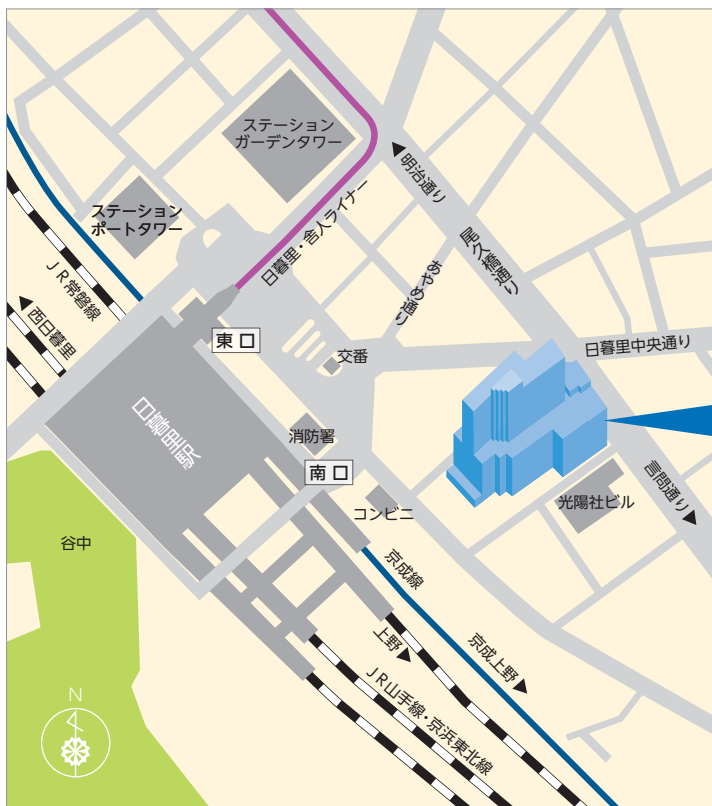 ステーション
ガーデンタワー
明治通り
ステーション
ポートタワー
日暮里・舎人ライナー
尾久橋通り
あやめ通り
JR常磐線
西日暮里
東口
交番
日暮里中央通り
日暮里駅
消防署
南口
コンビニ
光陽社ビル
言問通り
谷中
京成線
上野
京成上野
JR山手線・京浜東北線
N